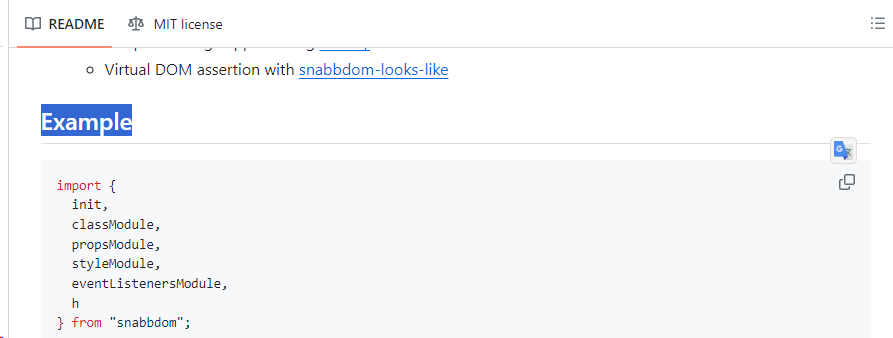 README
MIT license
Virtual DOM assertion with snabbdom-looks-like
Example
import {
init,
classModule,
propsModule,
styleModule,
eventListenersModule,
h
} from "snabbdom";